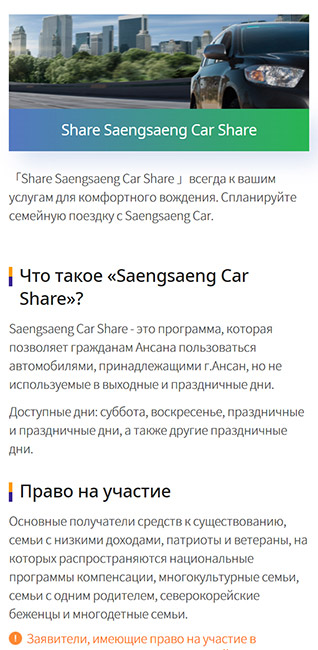 Share Saengsaeng Car Share
「Share Saengsaeng Car Share 」всегда к вашим
услугам для комфортного вождения. Спланируйте
семейную поездку с Saengsaeng Car.
Что такое «Saengsaeng Car
Share»?
Saengsaeng Car Share - это программа, которая
позволяет гражданам Ансана пользоваться
автомобилями, принадлежащими г.Ансан, но не
используемые в выходные и праздничные дни.
Доступные дни: суббота, воскресенье, праздничные
и праздничные дни, а также другие праздничные
дни.
Право на участие
Основные получатели средств к существованию,
семьи с низкими доходами, патриоты и ветераны, на
которых распространяются национальные
программы компенсации, многокультурные семьи,
семьи с одним родителем, северокорейские
беженцы и многодетные семьи.
Заявители, имеющие право на участие в